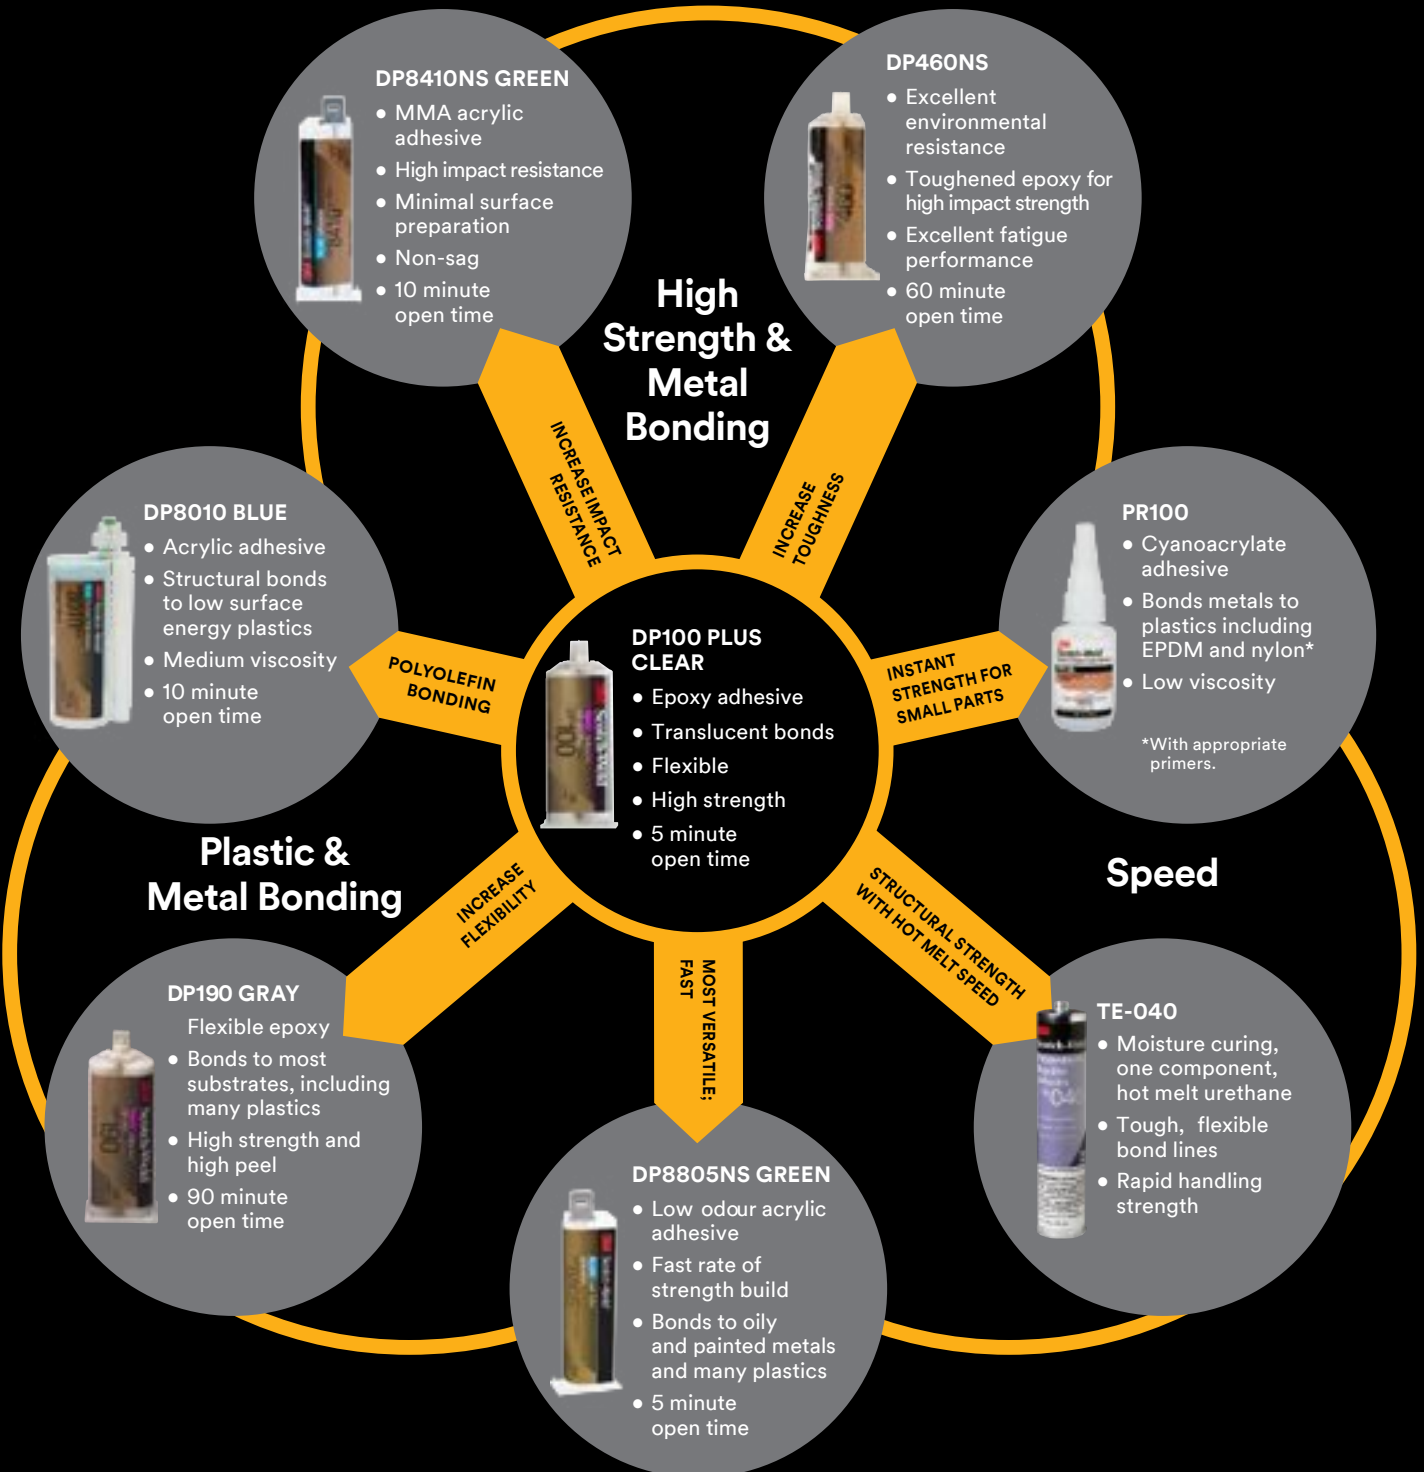 DP8410NS GREEN
• MMA acrylic
adhesive
• High impact resistance
• Minimal surface
preparation
• Non-sag
• 10 minute
open time
DP460NS
• Excellent
environmental
resistance
• Toughened epoxy for
high impact strength
• Excellent fatigue
performance
• 60 minute
open time
High
Strength &
Metal
Bonding
INCREASE IMPACT
RESISTANCE
INCREASE
TOUGHNESS
DP8010 BLUE
• Acrylic adhesive
• Structural bonds
to low surface
energy plastics
• Medium viscosity
• 10 minute
open time
POLYOLEFIN
BONDING
DP100 PLUS
CLEAR
• Epoxy adhesive
• Translucent bonds
• Flexible
• High strength
• 5 minute
open time
INSTANT
STRENGTH FOR
SMALL PARTS
PR100
• Cyanoacrylate
adhesive
• Bonds metals to
plastics including
EPDM and nylon*
• Low viscosity
*With appropriate
primers.
Plastic &
Metal Bonding
Speed
INCREASE
FLEXIBILITY
MOST VERSATILE;
FAST
STRUCTURAL STRENGTH
WITH HOT MELT SPEED
DP190 GRAY
Flexible epoxy
• Bonds to most
substrates, including
many plastics
• High strength and
high peel
• 90 minute
open time
DP8805NS GREEN
• Low odour acrylic
adhesive
• Fast rate of
strength build
• Bonds to oily
and painted metals
and many plastics
• 5 minute
open time
TE-040
• Moisture curing,
one component,
hot melt urethane
• Tough, flexible
bond lines
• Rapid handling
strength
8410
460
100
190
040